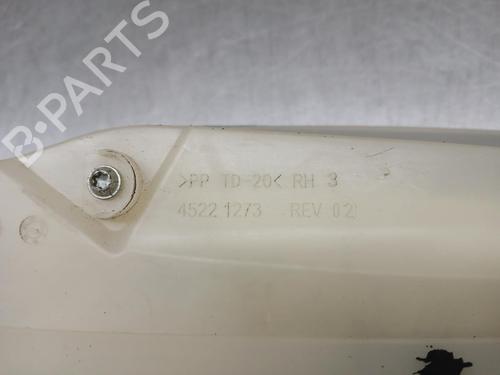 B-PARTS
>PP TD-20< RH 3
4522 1273 REV 02